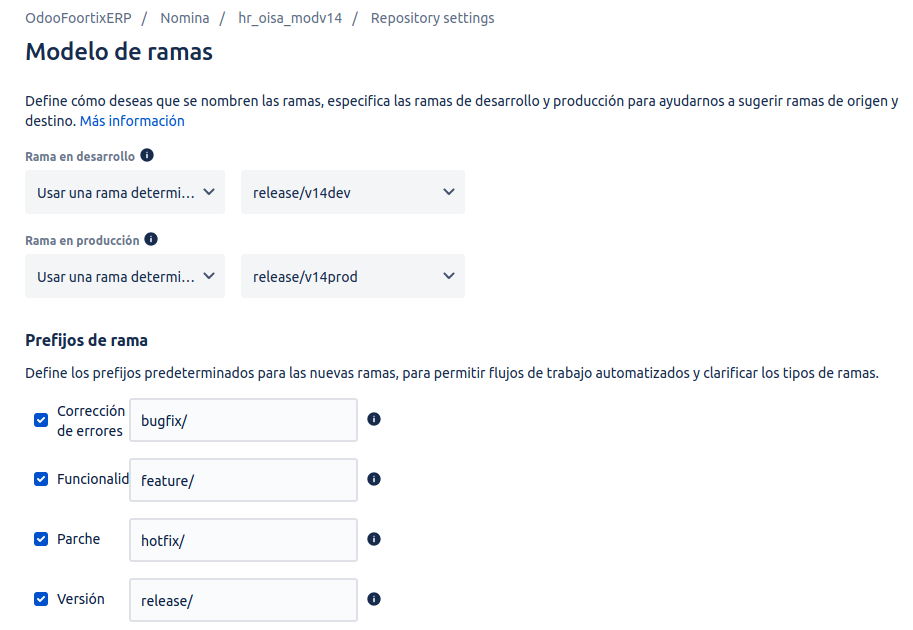 OdooFoortixERP / Nomina / hr_oisa_modv14 / Repository settings
Modelo de ramas
Define cómo deseas que se nombren las ramas, especifica las ramas de desarrollo y producción para ayudarnos a sugerir ramas de origen y
destino. Más información
Rama en desarrollo
Usar una rama determi... release/v14dev
Rama en producción
Usar una rama determi... release/v14prod
Prefijos de rama
Define los prefijos predeterminados para las nuevas ramas, para permitir flujos de trabajo automatizados y clarificar los tipos de ramas.
Corrección
de errores
bugfix/
Funcionalid feature/
Parche hotfix/
Versión release/